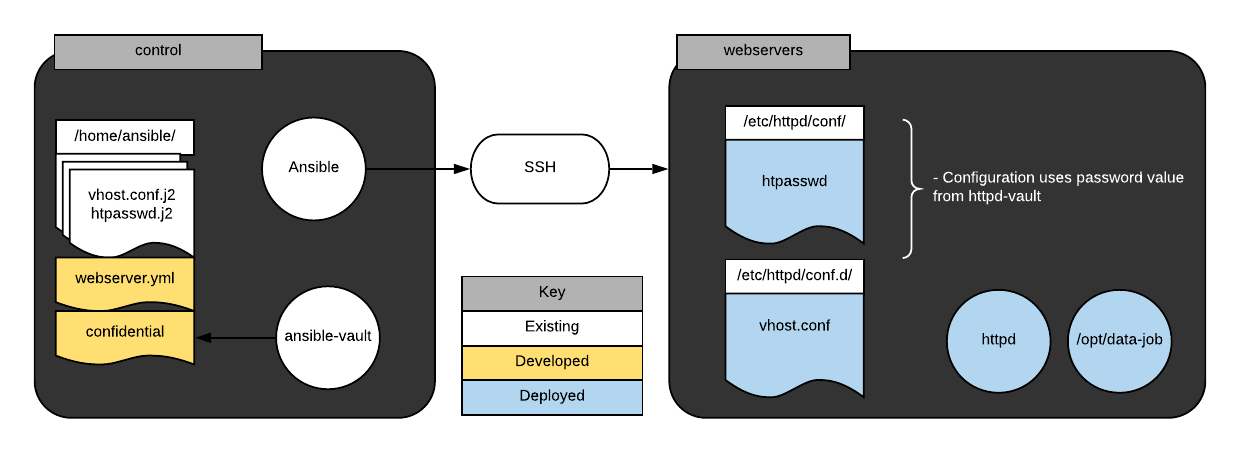 control
/home/ansible/
vhost.conf.j2
htpasswd.j2
webserver.yml
confidential
Ansible
ansible-vault
SSH
Key
Existing
Developed
Deployed
webservers
/etc/httpd/conf/
htpasswd
- Configuration uses password value
from httpd-vault
/etc/httpd/conf.d/
vhost.conf
httpd
/opt/data-job